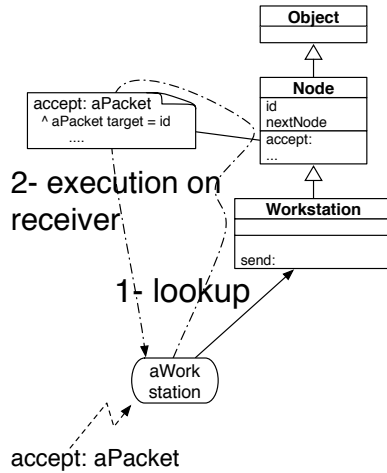 Object
Node
id
nextNode
accept:
...
accept: aPacket
^ aPacket target = id
....
2- execution on
receiver
Workstation
send:
1- lookup
aWork
station
accept: aPacket